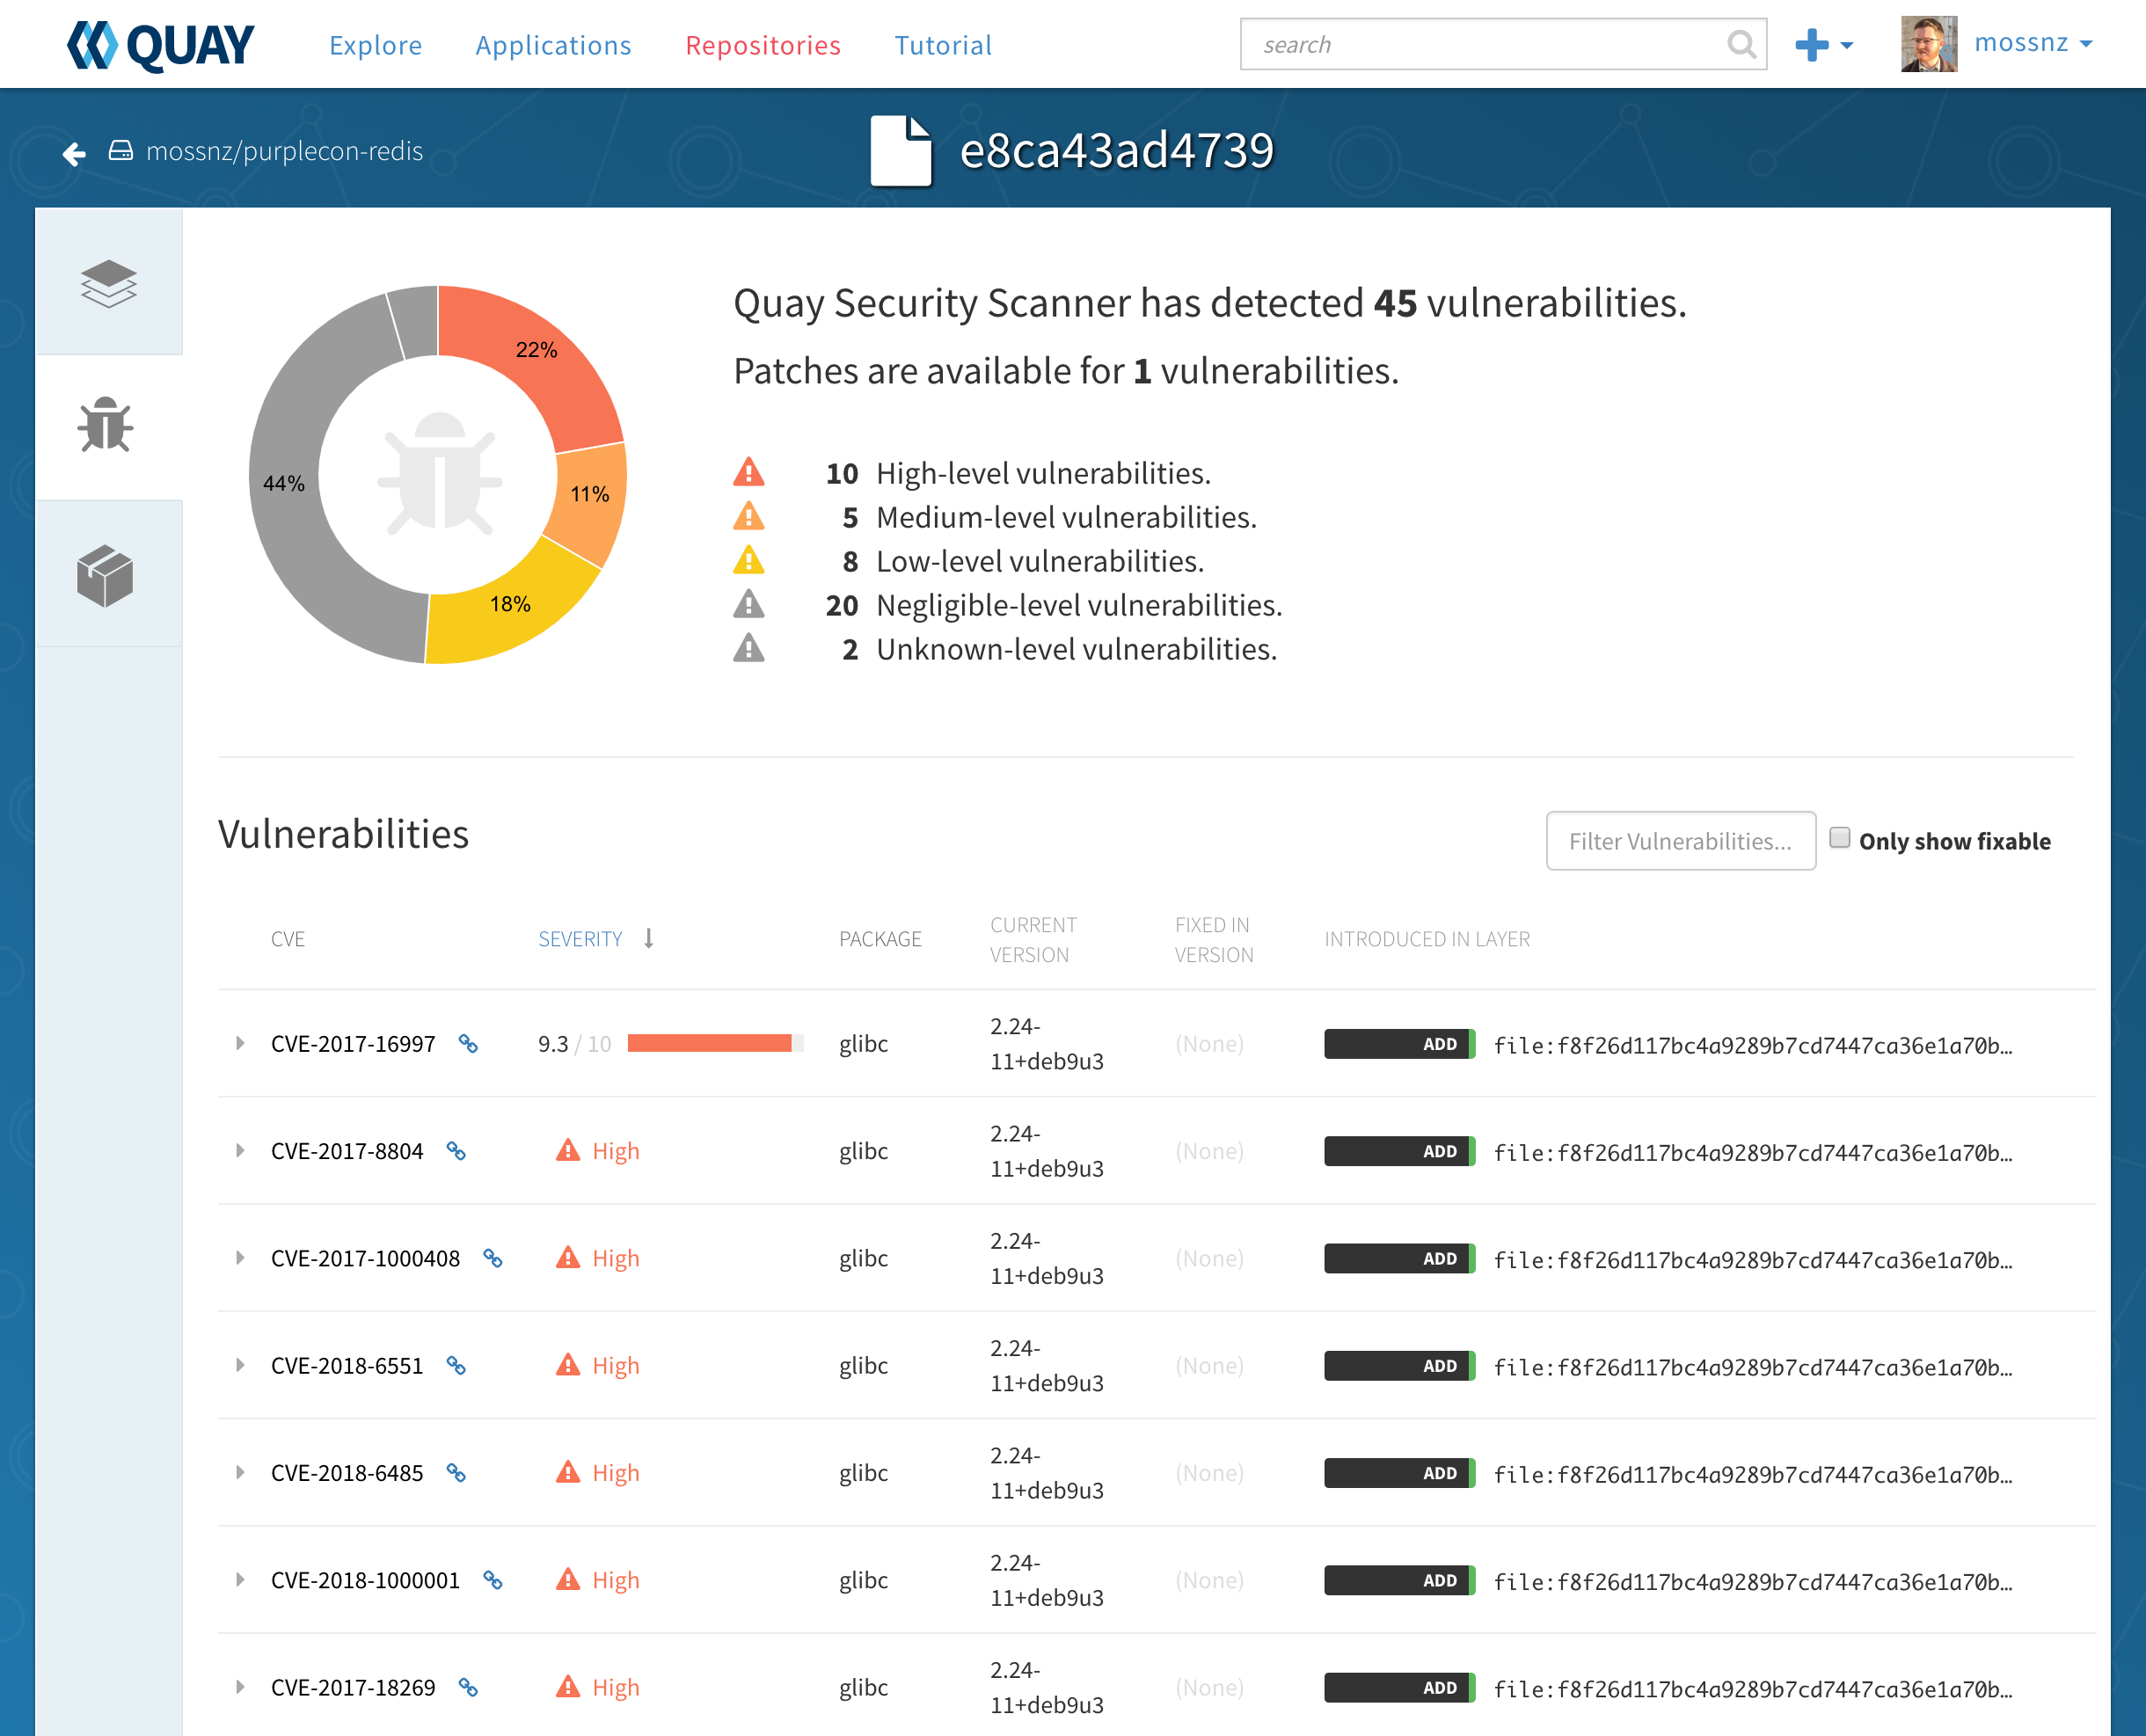 QUAY
Explore Applications Repositories Tutorial
search
mossnz
mossnz/purplecon-redis
e8ca43ad4739
22%
11%
18%
44%
Quay Security Scanner has detected 45 vulnerabilities.
Patches are available for 1 vulnerabilities.
10 High-level vulnerabilities.
5 Medium-level vulnerabilities.
8 Low-level vulnerabilities.
20 Negligible-level vulnerabilities.
2 Unknown-level vulnerabilities.
Vulnerabilities
Filter Vulnerabilities...
Only show fixable
CVE SEVERITY PACKAGE CURRENT VERSION FIXED IN VERSION INTRODUCED IN LAYER
CVE-2017-16997 9.3 / 10 glibc 2.24-11+deb9u3 (None) ADD file:f8f26d117bc4a9289b7cd7447ca36e1a70b…
CVE-2017-8804 High glibc 2.24-11+deb9u3 (None) ADD file:f8f26d117bc4a9289b7cd7447ca36e1a70b…
CVE-2017-1000408 High glibc 2.24-11+deb9u3 (None) ADD file:f8f26d117bc4a9289b7cd7447ca36e1a70b…
CVE-2018-6551 High glibc 2.24-11+deb9u3 (None) ADD file:f8f26d117bc4a9289b7cd7447ca36e1a70b…
CVE-2018-6485 High glibc 2.24-11+deb9u3 (None) ADD file:f8f26d117bc4a9289b7cd7447ca36e1a70b…
CVE-2018-1000001 High glibc 2.24-11+deb9u3 (None) ADD file:f8f26d117bc4a9289b7cd7447ca36e1a70b…
CVE-2017-18269 High glibc 2.24-11+deb9u3 (None) ADD file:f8f26d117bc4a9289b7cd7447ca36e1a70b…